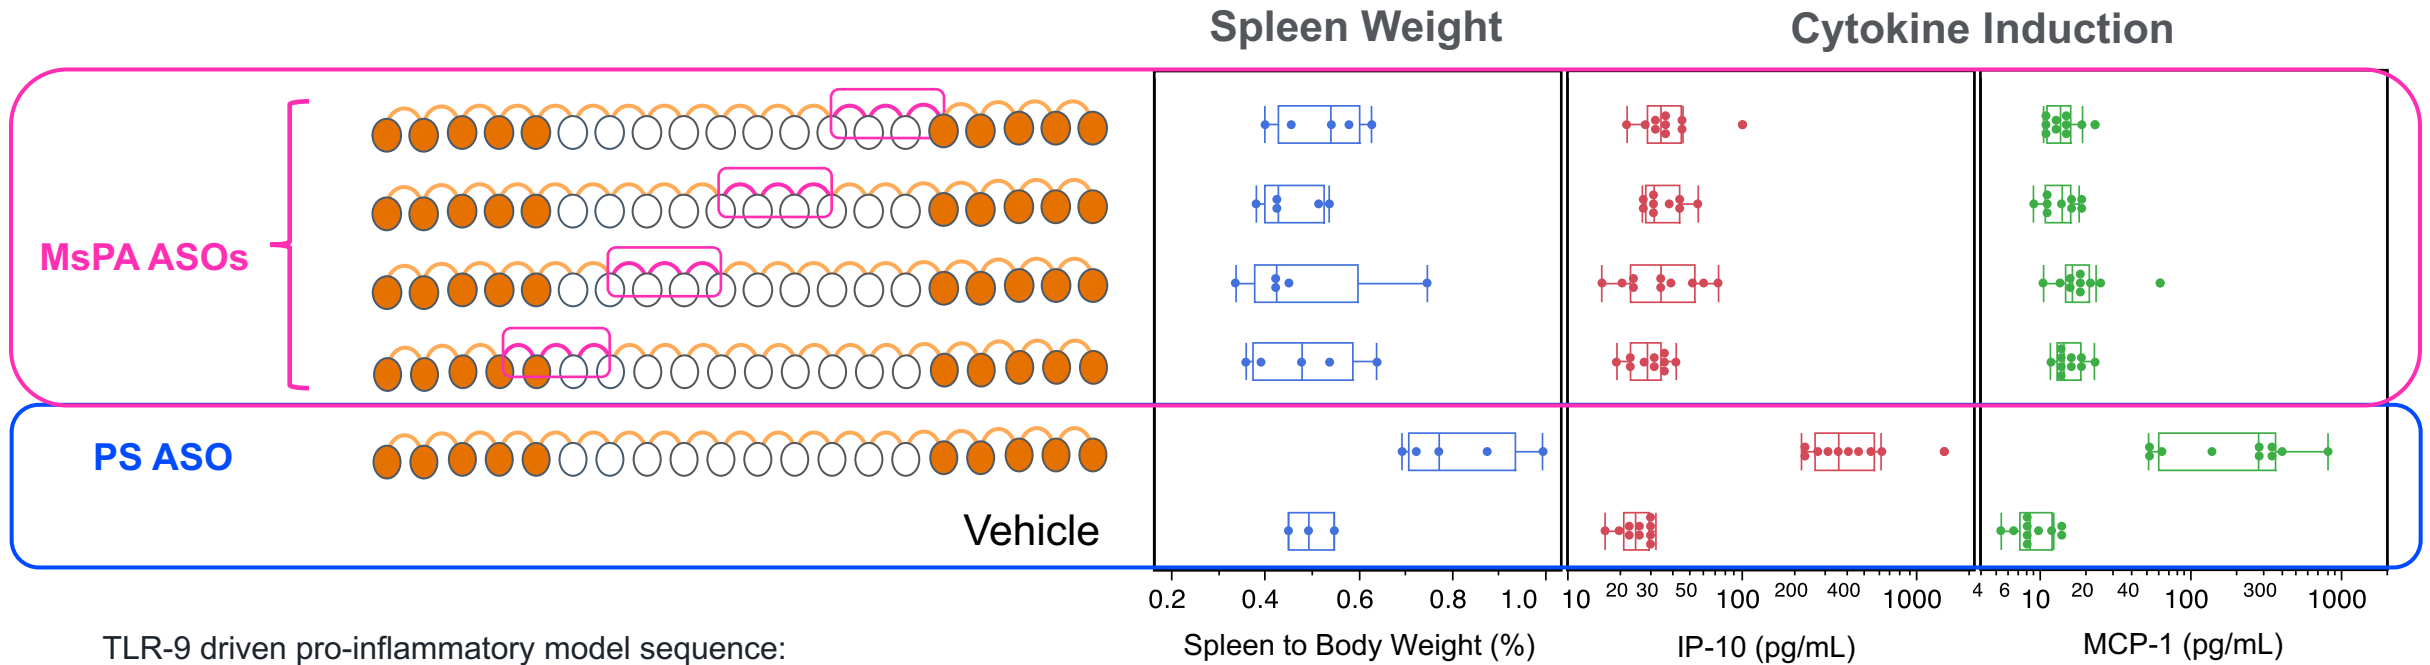 Spleen Weight
Cytokine Induction
MsPA ASOs
PS ASO
Vehicle
0.2 0.4 0.6 0.8 1.0
10 20 30 50 100 200 400 1000
4 6 10 20 40 100 300 1000
Spleen to Body Weight (%)
IP-10 (pg/mL)
MCP-1 (pg/mL)
TLR-9 driven pro-inflammatory model sequence: